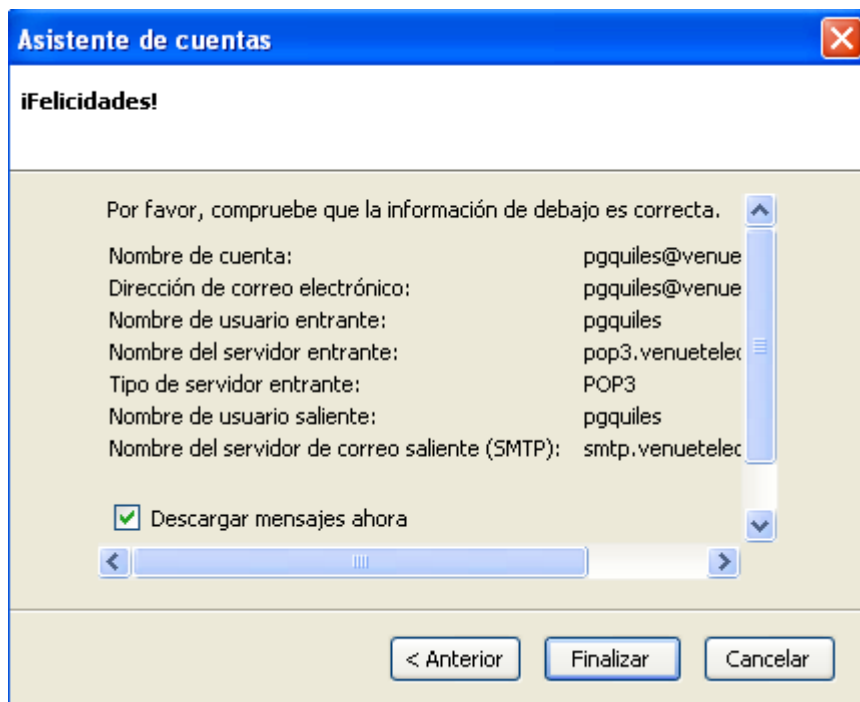 Asistente de cuentas
¡Felicidades!
Por favor, compruebe que la información de debajo es correcta.
Nombre de cuenta: pgquiles@venue
Dirección de correo electrónico: pgquiles@venue
Nombre de usuario entrante: pgquiles
Nombre del servidor entrante: pop3.venuetelec
Tipo de servidor entrante: POP3
Nombre de usuario saliente: pgquiles
Nombre del servidor de correo saliente (SMTP): smtp.venuetelec
Descargar mensajes ahora
< Anterior Finalizar Cancelar